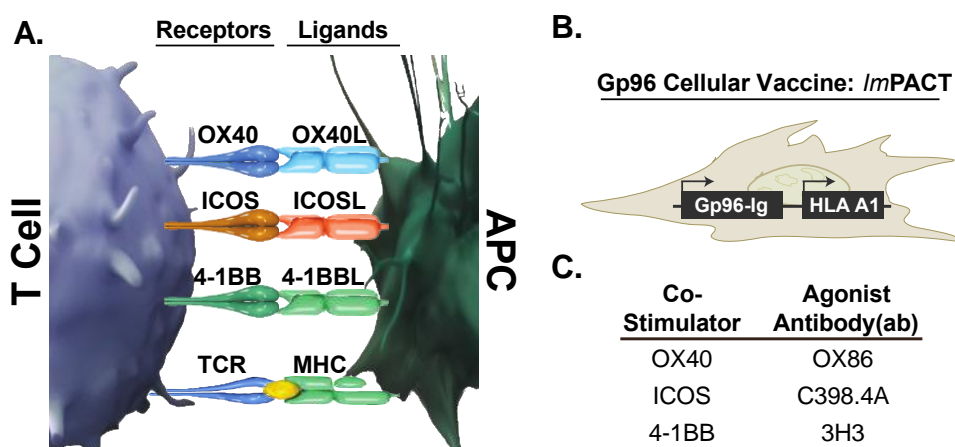 A.
Receptors Ligands
T Cell
APC
OX40 OX40L
ICOS ICOSL
4-1BB 4-1BBL
TCR MHC
B.
Gp96 Cellular Vaccine: ImPACT
Gp96-Ig HLA A1
C.
Co-
Stimulator
Agonist
Antibody(ab)
OX40 OX86
ICOS C398.4A
4-1BB 3H3